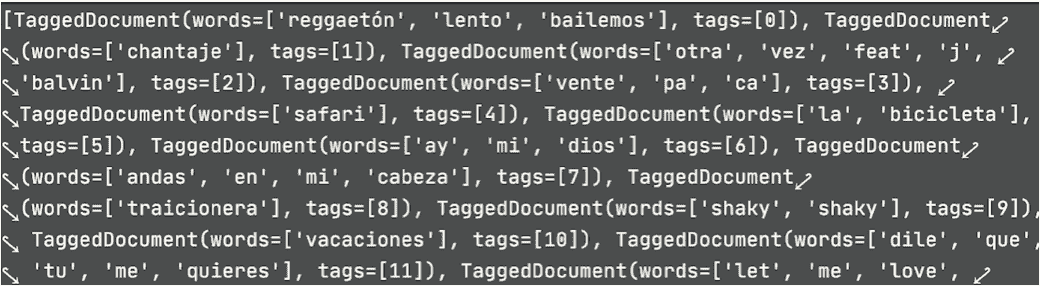 [TaggedDocument(words=['reggaetón', 'lento', 'bailemos'], tags=[0]), TaggedDocument
(words=['chantaje'], tags=[1]), TaggedDocument(words=['otra', 'vez', 'feat', 'j',
'balvin'], tags=[2]), TaggedDocument(words=['vente', 'pa', 'ca'], tags=[3]),
TaggedDocument(words=['safari'], tags=[4]), TaggedDocument(words=['la', 'bicicleta'],
tags=[5]), TaggedDocument(words=['ay', 'mi', 'dios'], tags=[6]), TaggedDocument
(words=['andas', 'en', 'mi', 'cabeza'], tags=[7]), TaggedDocument
(words=['traicionera'], tags=[8]), TaggedDocument(words=['shaky', 'shaky'], tags=[9]),
TaggedDocument(words=['vacaciones'], tags=[10]), TaggedDocument(words=['dile', 'que',
'tu', 'me', 'quieres'], tags=[11]), TaggedDocument(words=['let', 'me', 'love',